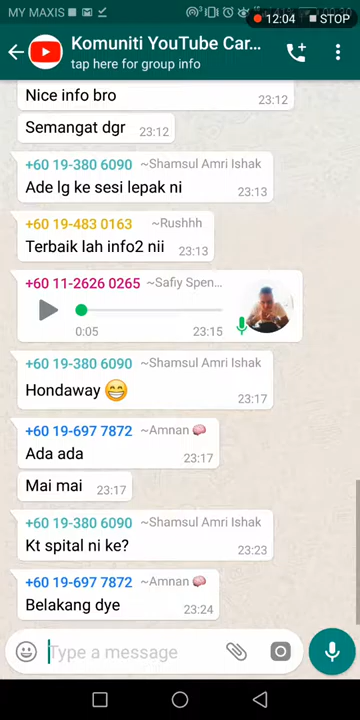 MY MAXIS
12:04 STOP
Komuniti YouTube Car...
tap here for group info
Nice info bro
23:12
Semangat dgr
23:12
+60 19-380 6090 ~Shamsul Amri Ishak
Ade lg ke sesi lepak ni
23:13
+60 19-483 0163 ~Rushhh
Terbaik lah info2 nii
23:13
+60 11-2626 0265 ~Safiy Spen...
0:05 23:15
+60 19-380 6090 ~Shamsul Amri Ishak
Hondaway 😁
23:17
+60 19-697 7872 ~Amnan 🧠
Ada ada
23:17
Mai mai
23:17
+60 19-380 6090 ~Shamsul Amri Ishak
Kt spital ni ke?
23:23
+60 19-697 7872 ~Amnan 🧠
Belakang dye
23:24
Type a message